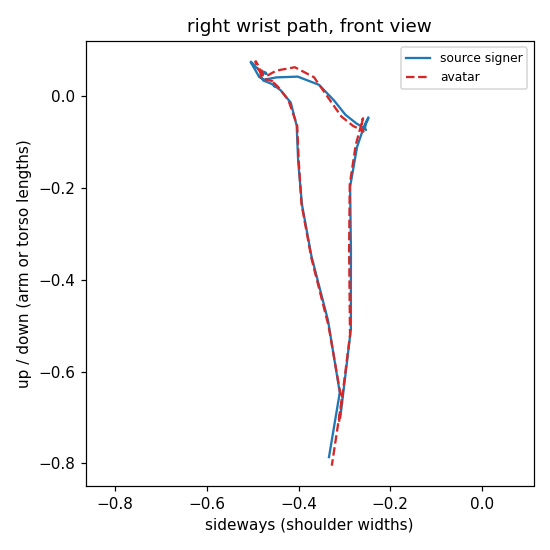 right wrist path, front view
source signer
avatar
up / down (arm or torso lengths)
0.0
−0.2
−0.4
−0.6
−0.8
−0.8
−0.6
−0.4
−0.2
0.0
sideways (shoulder widths)